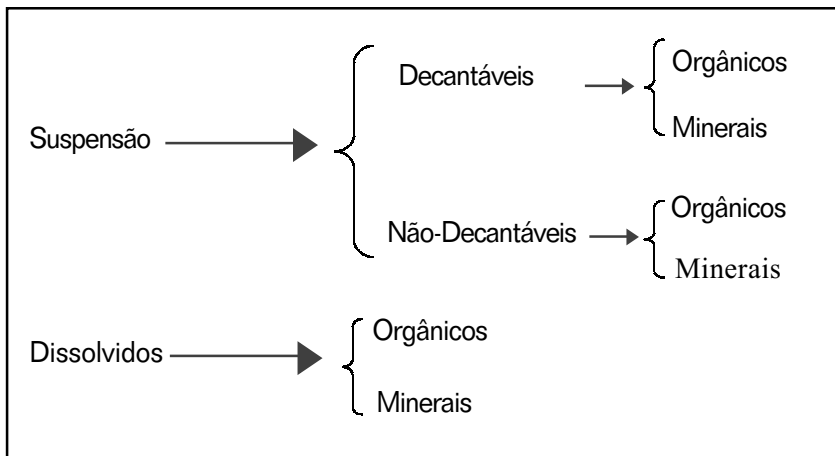 Decantáveis
Orgânicos
Minerais
Suspensão
Não-Decantáveis
Orgânicos
Minerais
Dissolvidos
Orgânicos
Minerais